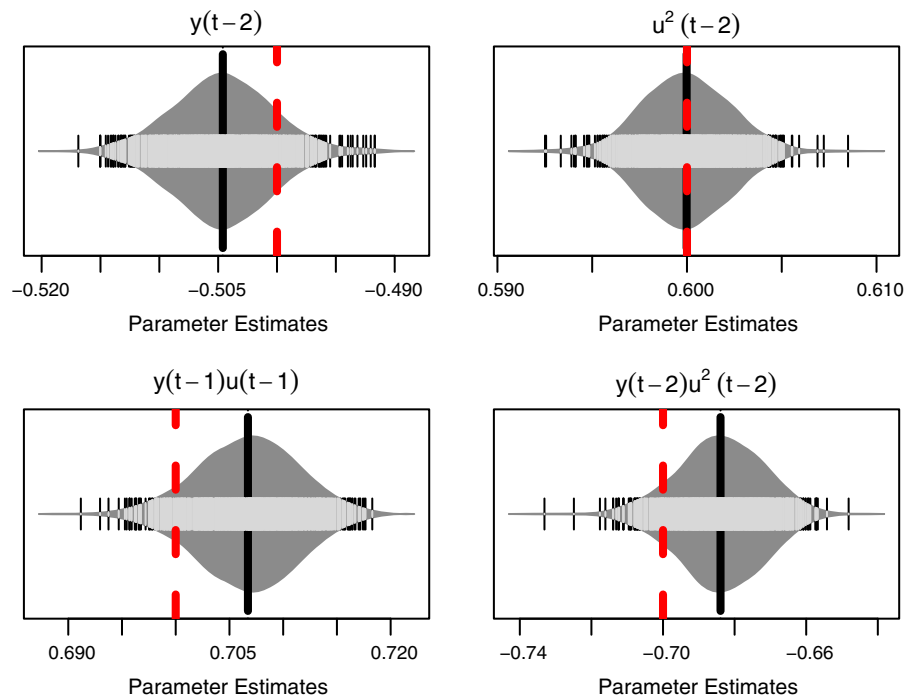 y(t−2)
−0.520 −0.505 −0.490
Parameter Estimates
u² (t−2)
0.590 0.600 0.610
Parameter Estimates
y(t−1)u(t−1)
0.690 0.705 0.720
Parameter Estimates
y(t−2)u² (t−2)
−0.74 −0.70 −0.66
Parameter Estimates